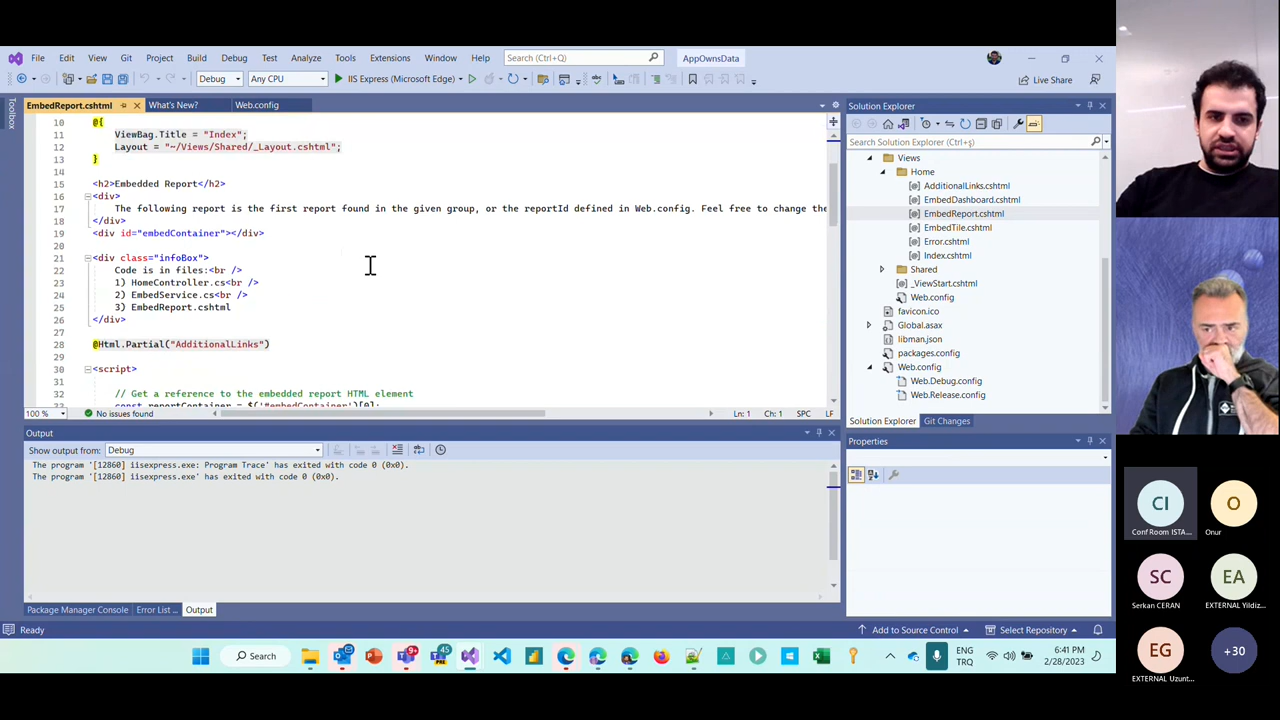 File Edit View Git Project Build Debug Test Analyze Tools Extensions Window Help Search (Ctrl+Q) AppOwnsData
Debug Any CPU IIS Express (Microsoft Edge) Live Share
Toolbox
EmbedReport.cshtml What's New? Web.config
10 @{
11 ViewBag.Title = "Index";
12 Layout = "~/Views/Shared/_Layout.cshtml";
13 }
14
15 <h2>Embedded Report</h2>
16 <div>
17 The following report is the first report found in the given group, or the reportId defined in Web.config. Feel free to change the
18 </div>
19 <div id="embedContainer"></div>
20
21 <div class="infoBox">
22 Code is in files:<br />
23 1) HomeController.cs<br />
24 2) EmbedService.cs<br />
25 3) EmbedReport.cshtml
26 </div>
27
28 @Html.Partial("AdditionalLinks")
29
30 <script>
31
32 // Get a reference to the embedded report HTML element
33 const reportContainer = $('#embedContainer')[0];
100 % No issues found Ln: 1 Ch: 1 SPC LF
Output
Show output from: Debug
The program '[12860] iisexpress.exe: Program Trace' has exited with code 0 (0x0).
The program '[12860] iisexpress.exe' has exited with code 0 (0x0).
Package Manager Console Error List ... Output
Solution Explorer
Search Solution Explorer (Ctrl+ş)
Views
Home
AdditionalLinks.cshtml
EmbedDashboard.cshtml
EmbedReport.cshtml
EmbedTile.cshtml
Error.cshtml
Index.cshtml
Shared
_ViewStart.cshtml
Web.config
favicon.ico
Global.asax
libman.json
packages.config
Web.config
Web.Debug.config
Web.Release.config
Solution Explorer Git Changes
Properties
Ready Add to Source Control Select Repository
Search
9+
45
PRE
ENG
TRQ
6:41 PM
2/28/2023
CI
Conf Room ISTA...
O
Onur
SC
Serkan CERAN
EA
EXTERNAL Yildiz...
EG
EXTERNAL Uzunt...
+30